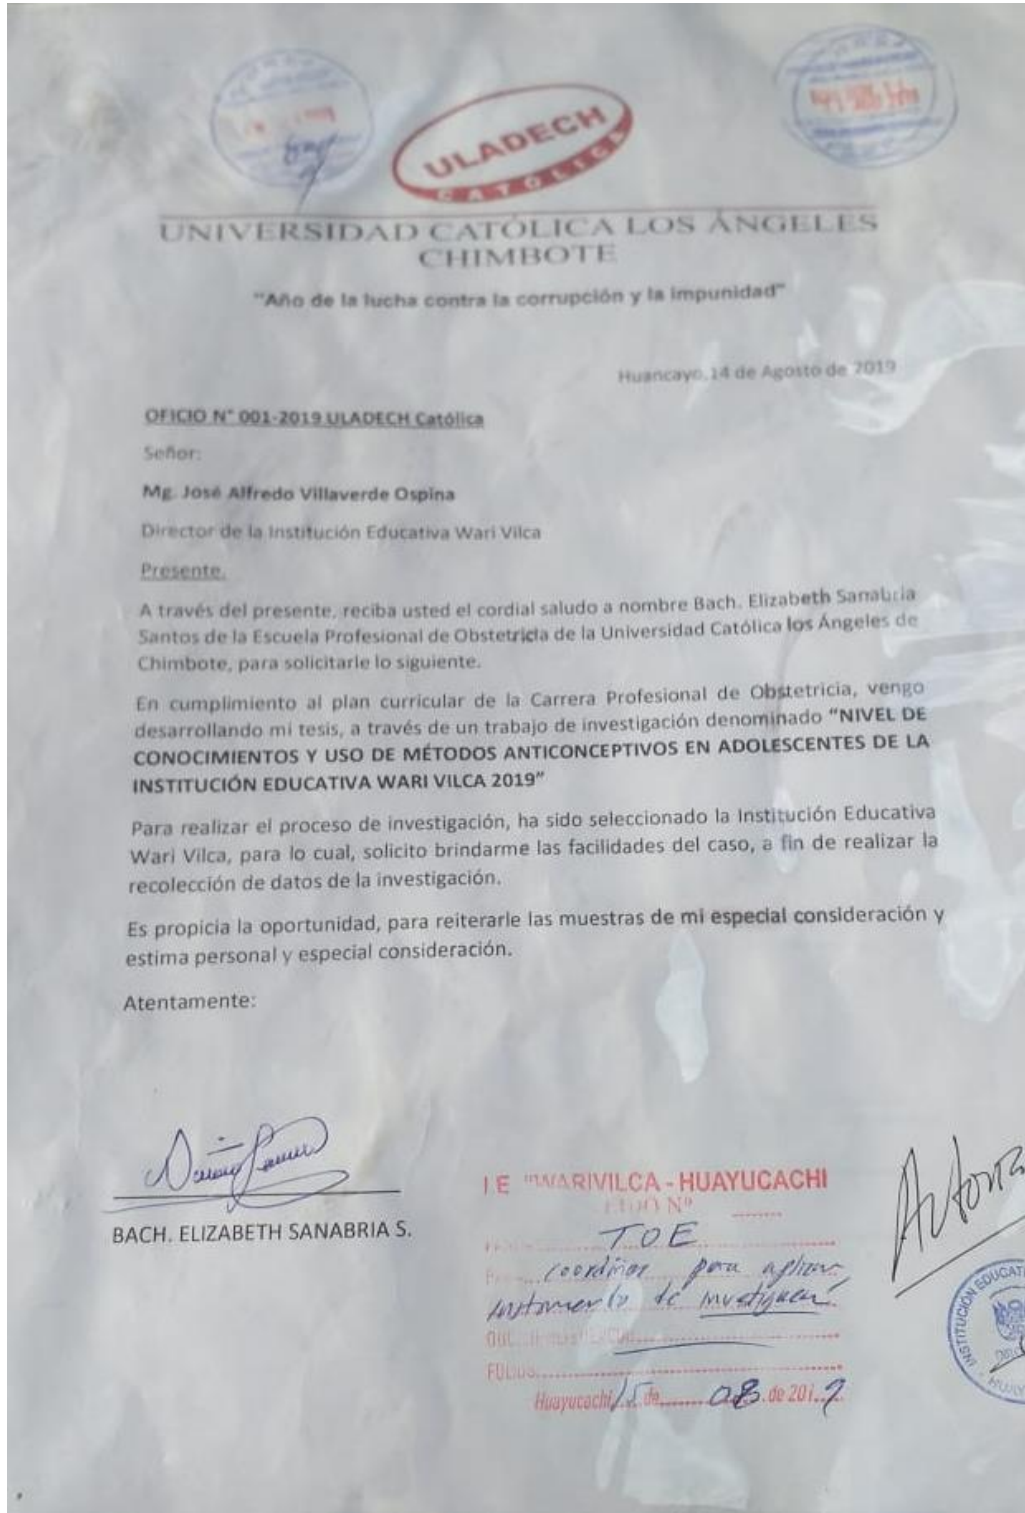 ULADECH
CATOLICA
UNIVERSIDAD CATÓLICA LOS ÁNGELES
CHIMBOTE
"Año de la lucha contra la corrupción y la impunidad"
Huancayo,14 de Agosto de 2019
OFICIO N° 001-2019 ULADECH Católica
Señor:
Mg. José Alfredo Villaverde Ospina
Director de la Institución Educativa Wari Vilca
Presente.
A través del presente, reciba usted el cordial saludo a nombre Bach. Elizabeth Sanabria
Santos de la Escuela Profesional de Obstetricia de la Universidad Católica los Ángeles de
Chimbote, para solicitarle lo siguiente.
En cumplimiento al plan curricular de la Carrera Profesional de Obstetricia, vengo
desarrollando mi tesis, a través de un trabajo de investigación denominado "NIVEL DE
CONOCIMIENTOS Y USO DE MÉTODOS ANTICONCEPTIVOS EN ADOLESCENTES DE LA
INSTITUCIÓN EDUCATIVA WARI VILCA 2019"
Para realizar el proceso de investigación, ha sido seleccionado la Institución Educativa
Wari Vilca, para lo cual, solicito brindarme las facilidades del caso, a fin de realizar la
recolección de datos de la investigación.
Es propicia la oportunidad, para reiterarle las muestras de mi especial consideración y
estima personal y especial consideración.
Atentamente:
BACH. ELIZABETH SANABRIA S.
I.E "WARIVILCA - HUAYUCACHI
TOE
coordinar para aplicar
instrumento de
FOLIOS
Huayucachi 15 de 08 de 2019
INSTITUCIÓN